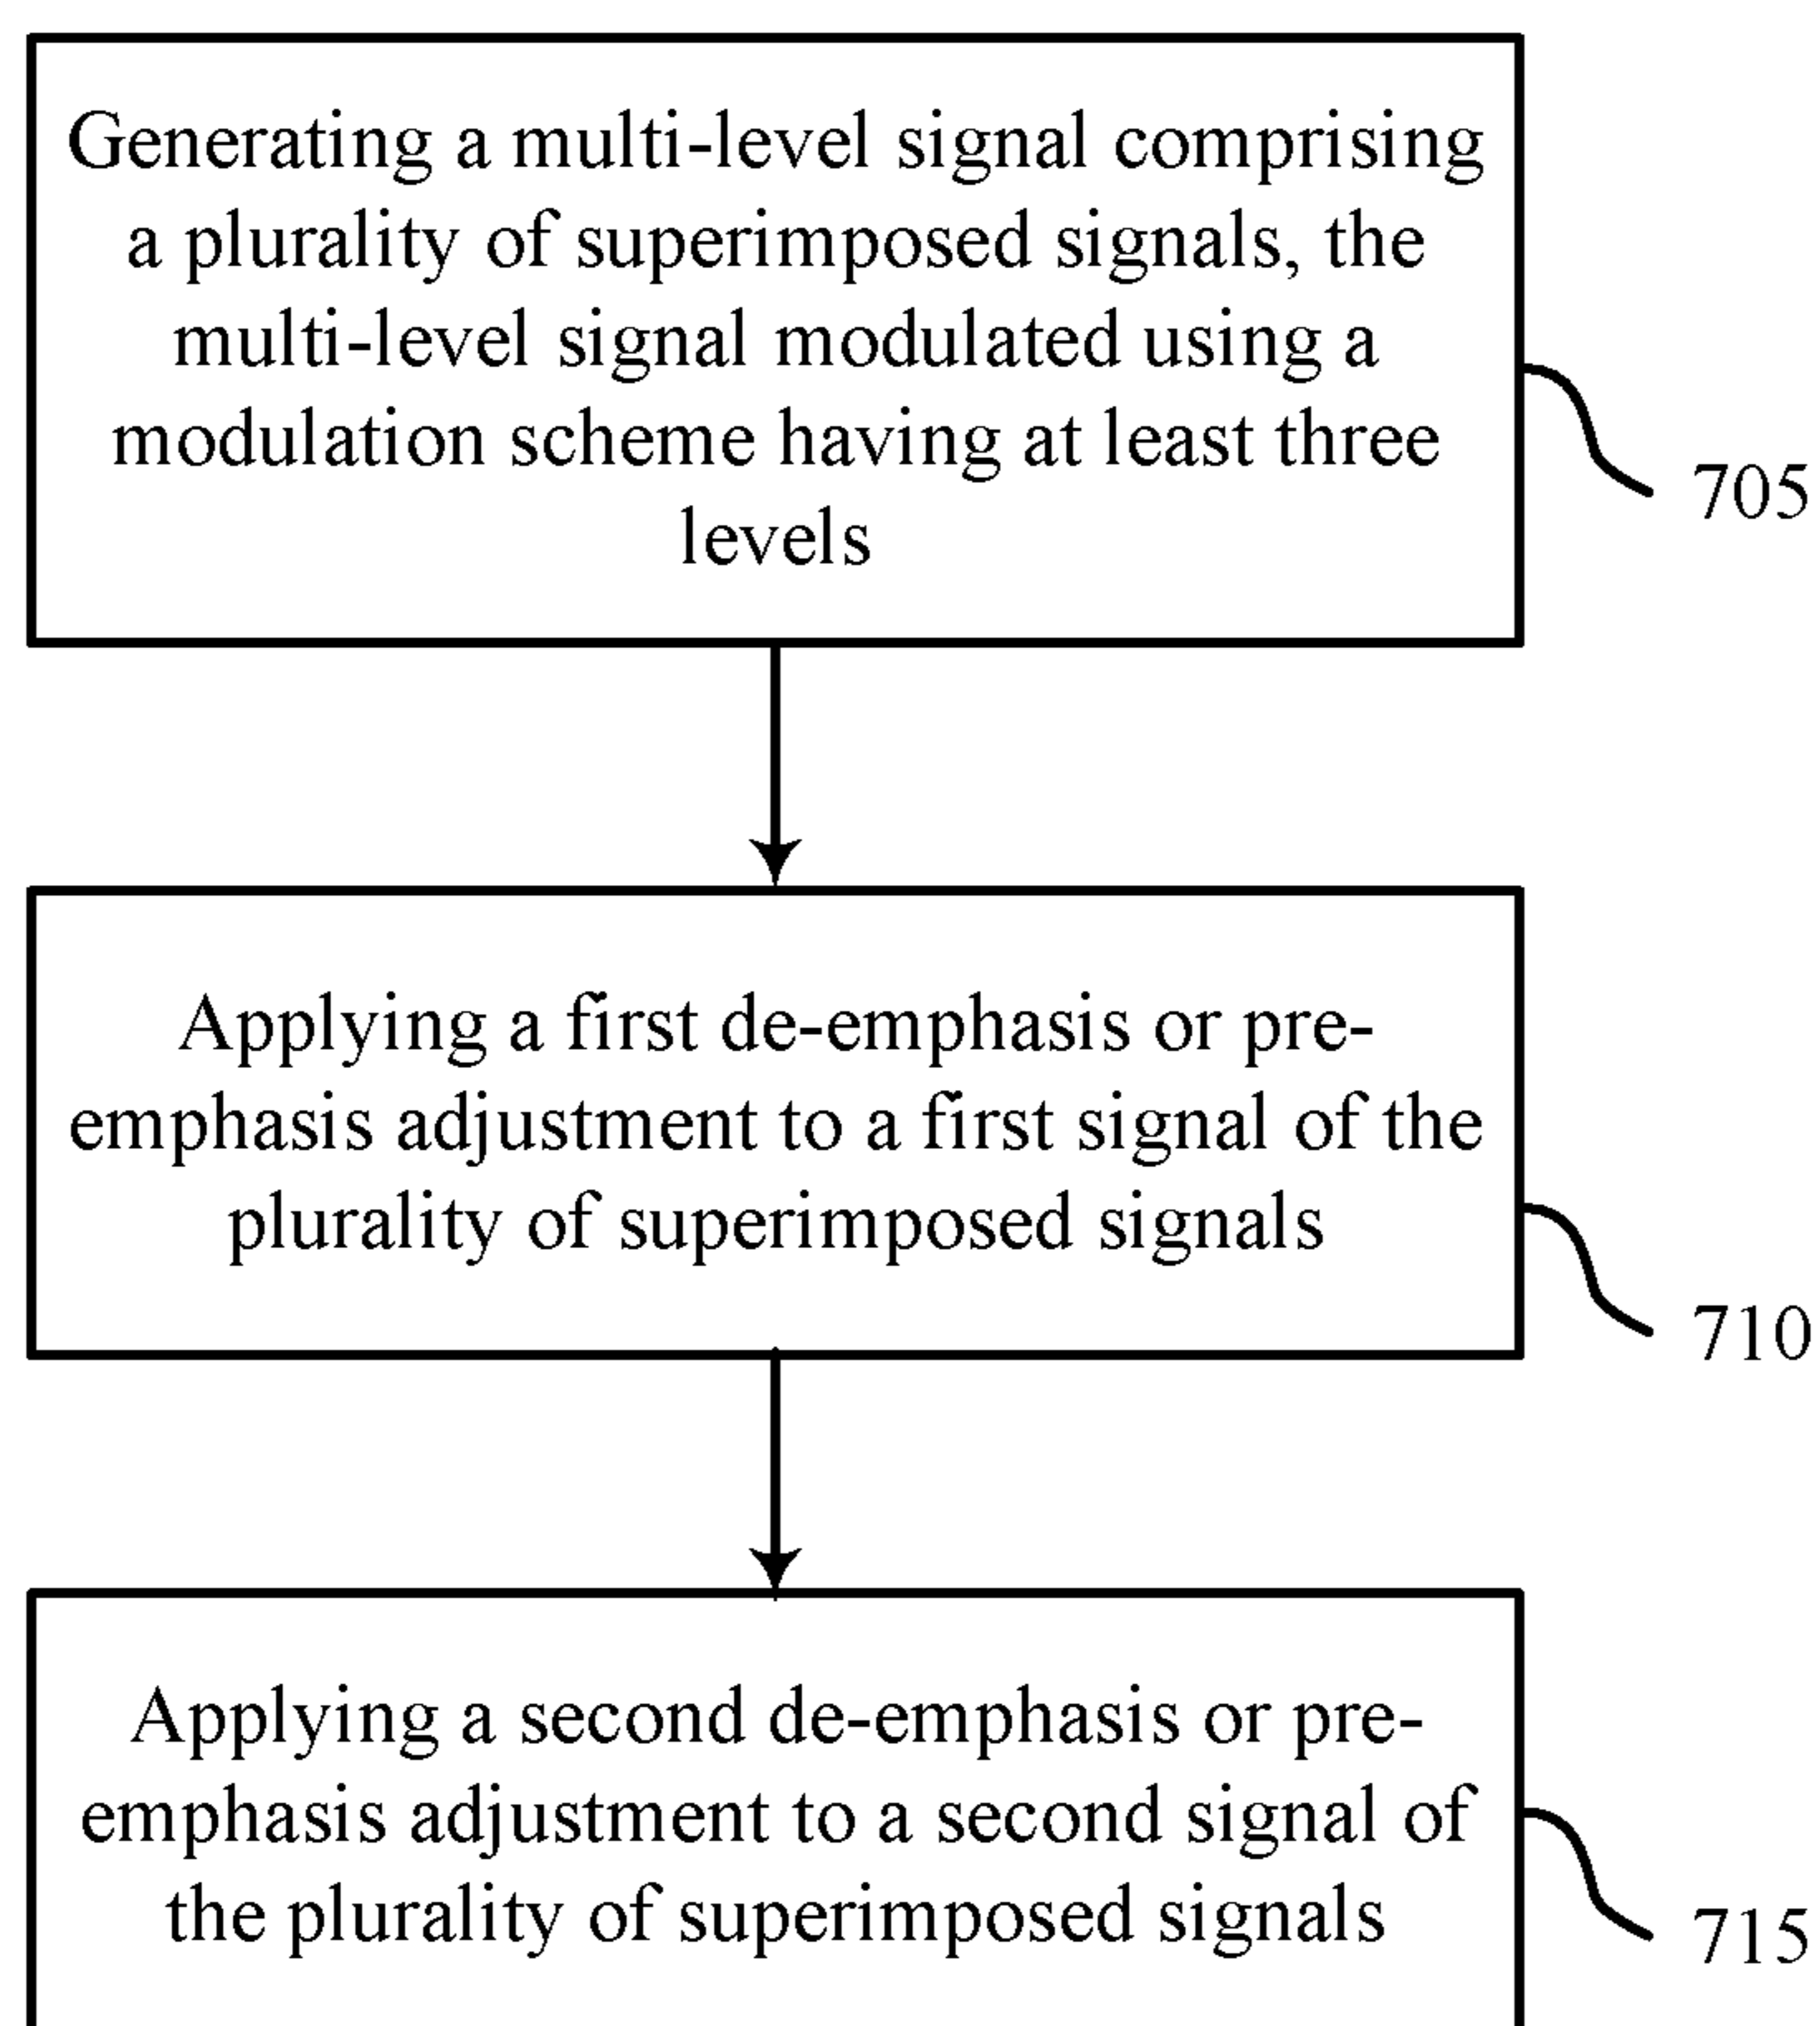 Generating a multi-level signal comprising
a plurality of superimposed signals, the
multi-level signal modulated using a
modulation scheme having at least three
levels
705
Applying a first de-emphasis or pre-
emphasis adjustment to a first signal of the
plurality of superimposed signals
710
Applying a second de-emphasis or pre-
emphasis adjustment to a second signal of
the plurality of superimposed signals
715